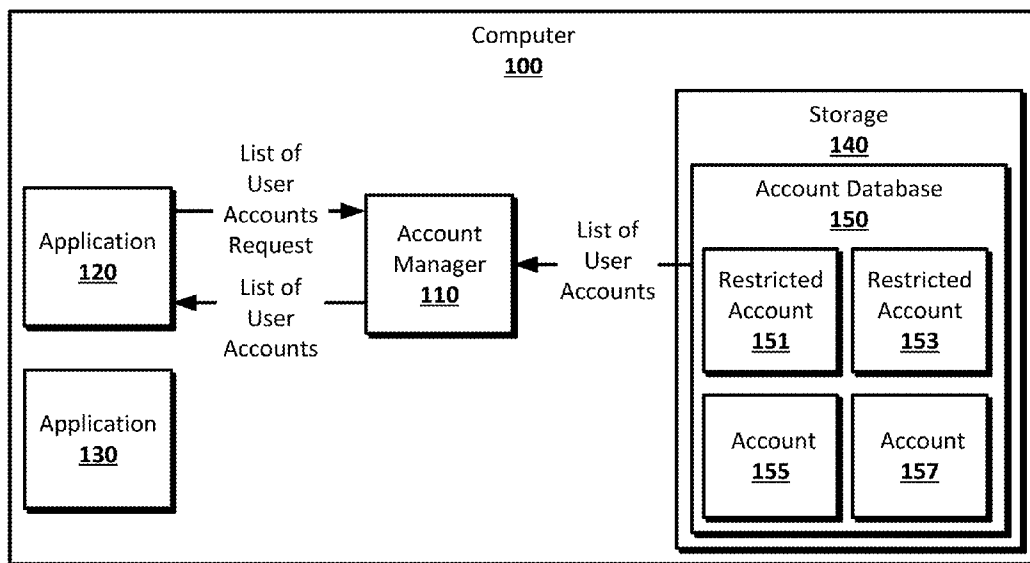 Computer
100
Storage
140
Account Database
150
List of
User
Accounts
Request
Application
120
Account
Manager
110
List of
User
Accounts
List of
User
Accounts
Restricted
Account
151
Restricted
Account
153
Application
130
Account
155
Account
157